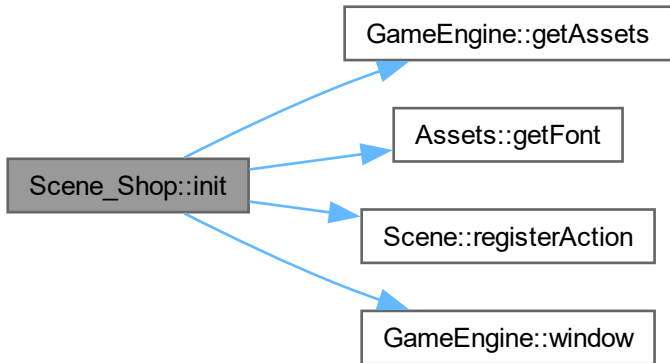 GameEngine::getAssets
Assets::getFont
Scene_Shop::init
Scene::registerAction
GameEngine::window